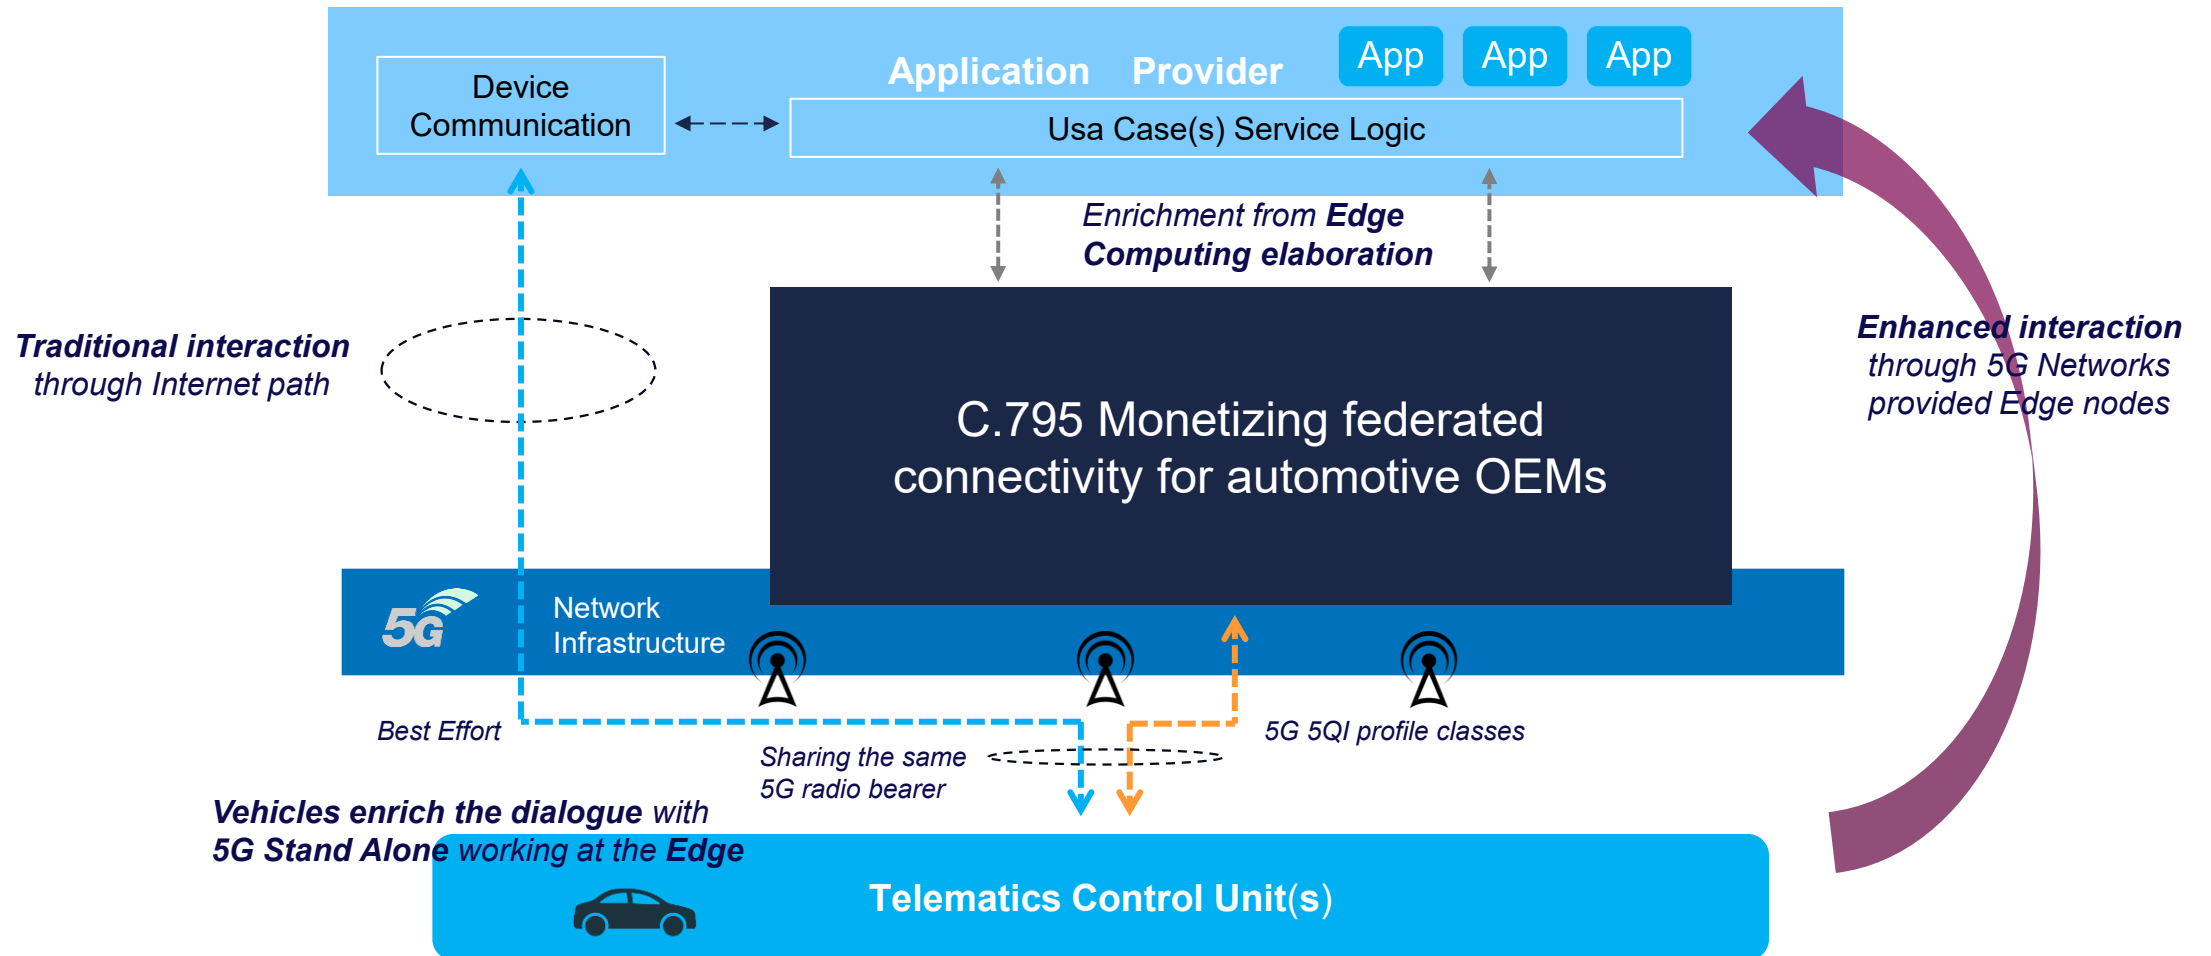 Application Provider
App
App
App
Device
Communication
Usa Case(s) Service Logic
Enrichment from Edge
Computing elaboration
Traditional interaction
through Internet path
Enhanced interaction
through 5G Networks
provided Edge nodes
C.795 Monetizing federated
connectivity for automotive OEMs
5G
Network
Infrastructure
Best Effort
Sharing the same
5G radio bearer
5G 5QI profile classes
Vehicles enrich the dialogue with
5G Stand Alone working at the Edge
Telematics Control Unit(s)